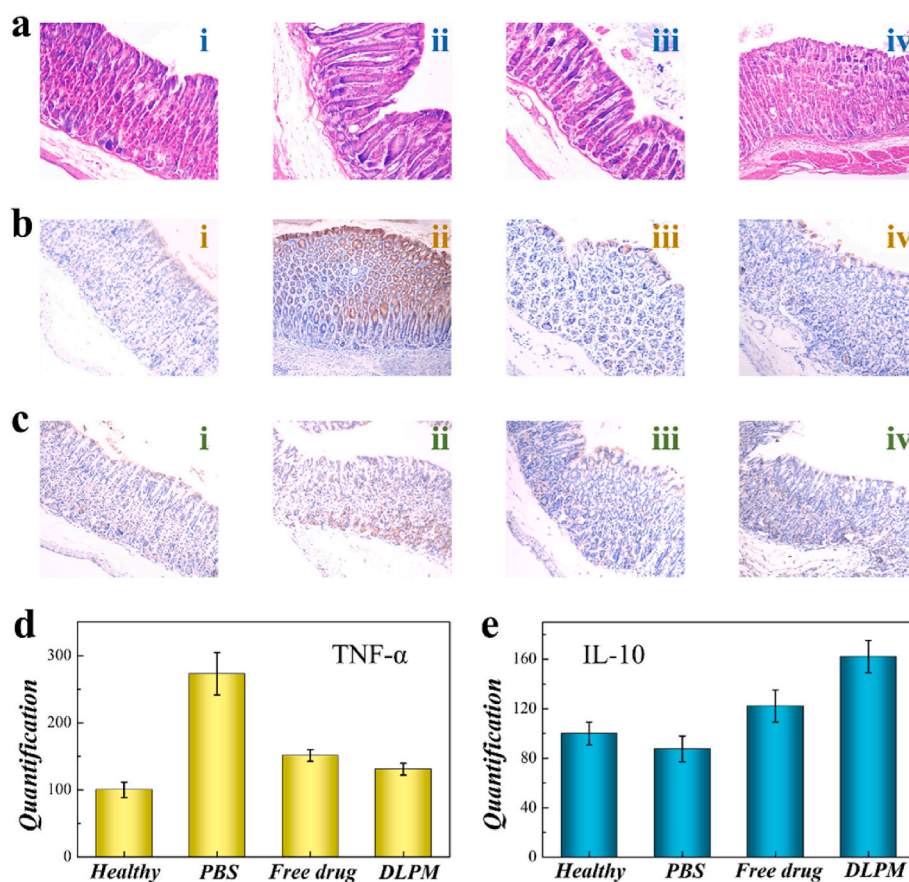 a i ii iii iv
b i ii iii iv
c i ii iii iv
d e
TNF-α
Quantification
300
200
100
0
Healthy PBS Free drug DLPM
IL-10
Quantification
160
120
80
40
0
Healthy PBS Free drug DLPM